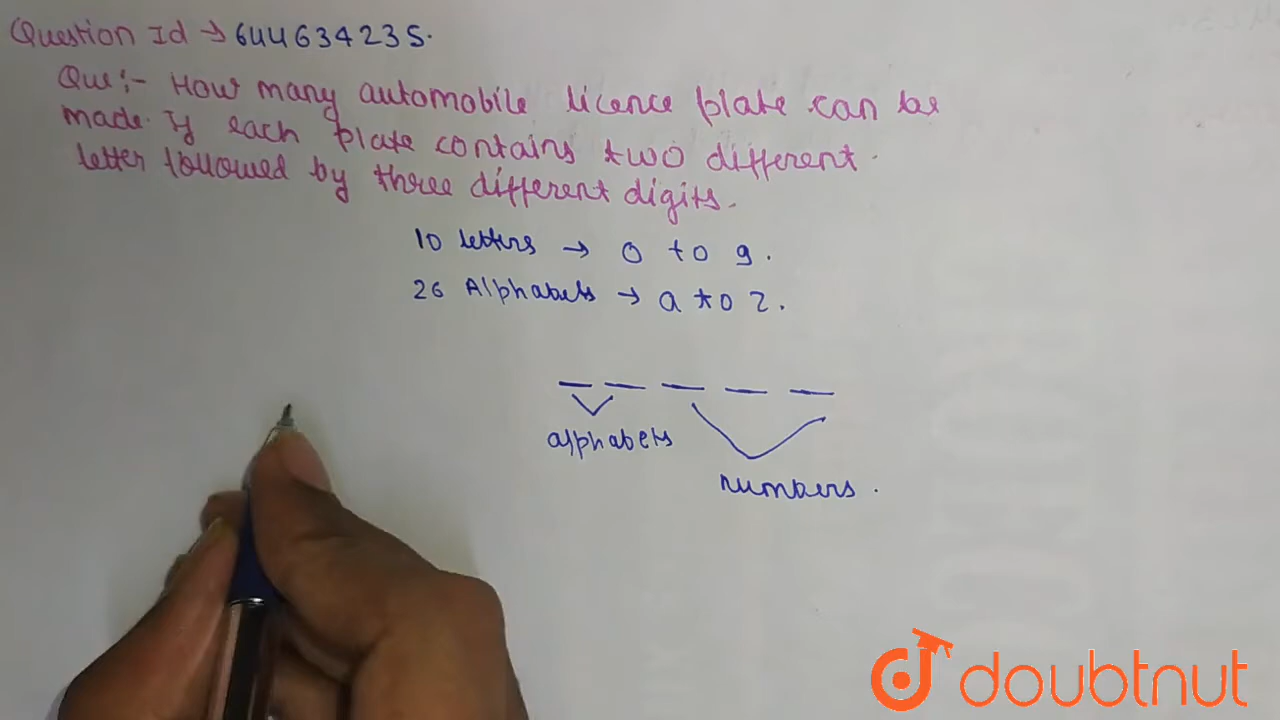 Question Id → 644634235.
Que:- How many automobile licence plate can be
made. If each plate contains two different
letter followed by three different digits.
10 letters → 0 to 9.
26 Alphabets → a to z.
alphabets
numbers.
doubtnut